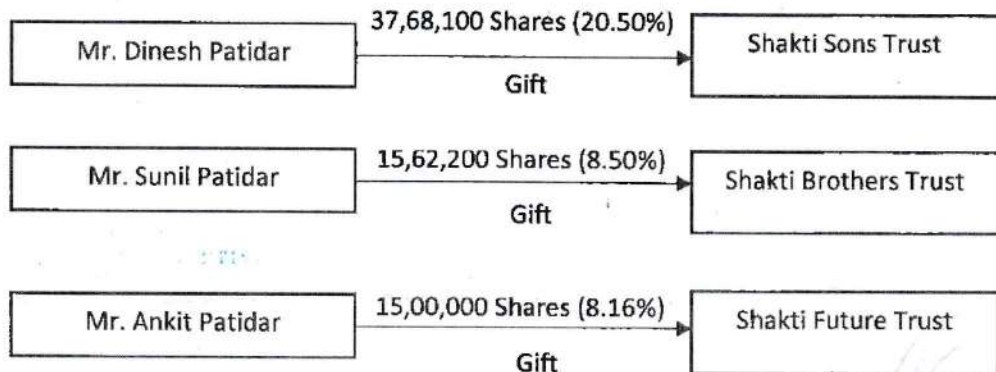 37,68,100 Shares (20.50%)
Mr. Dinesh Patidar
Shakti Sons Trust
Gift
15,62,200 Shares (8.50%)
Mr. Sunil Patidar
Shakti Brothers Trust
Gift
15,00,000 Shares (8.16%)
Mr. Ankit Patidar
Shakti Future Trust
Gift